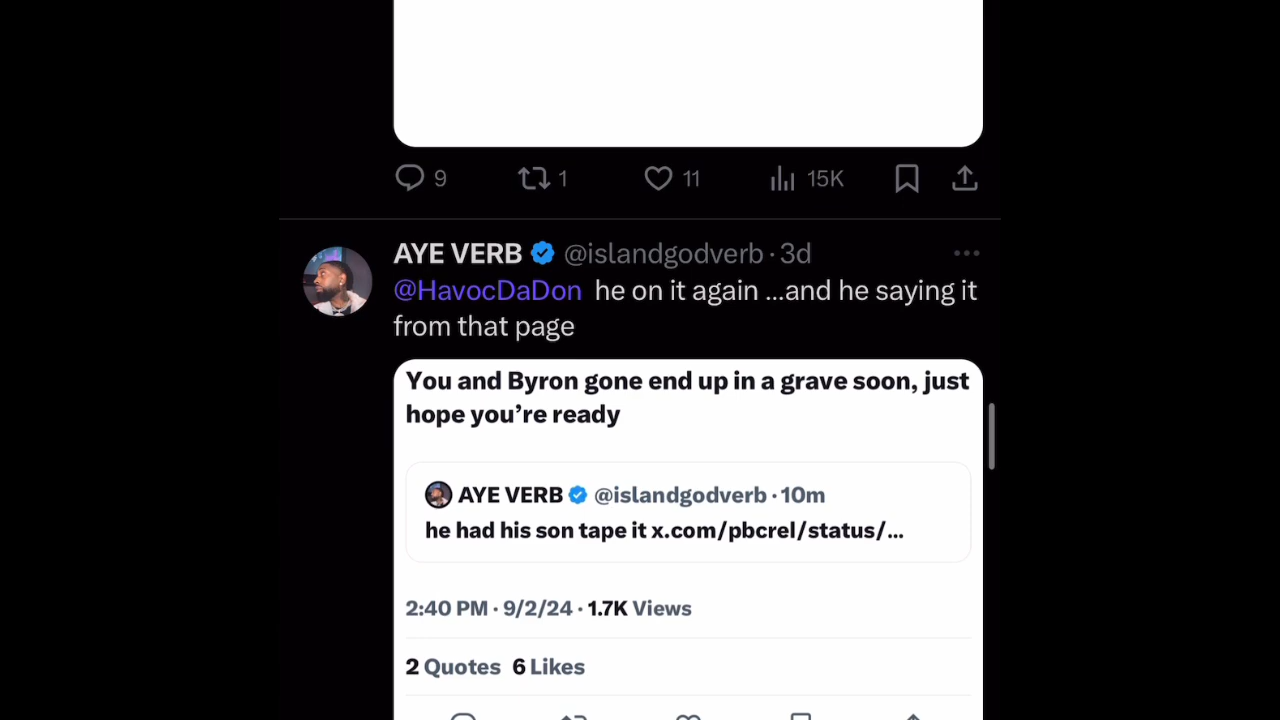 9 1 11 15K
AYE VERB @islandgodverb · 3d
@HavocDaDon he on it again ...and he saying it
from that page
You and Byron gone end up in a grave soon, just
hope you’re ready
AYE VERB @islandgodverb · 10m
he had his son tape it x.com/pbcrel/status/...
2:40 PM · 9/2/24 · 1.7K Views
2 Quotes 6 Likes